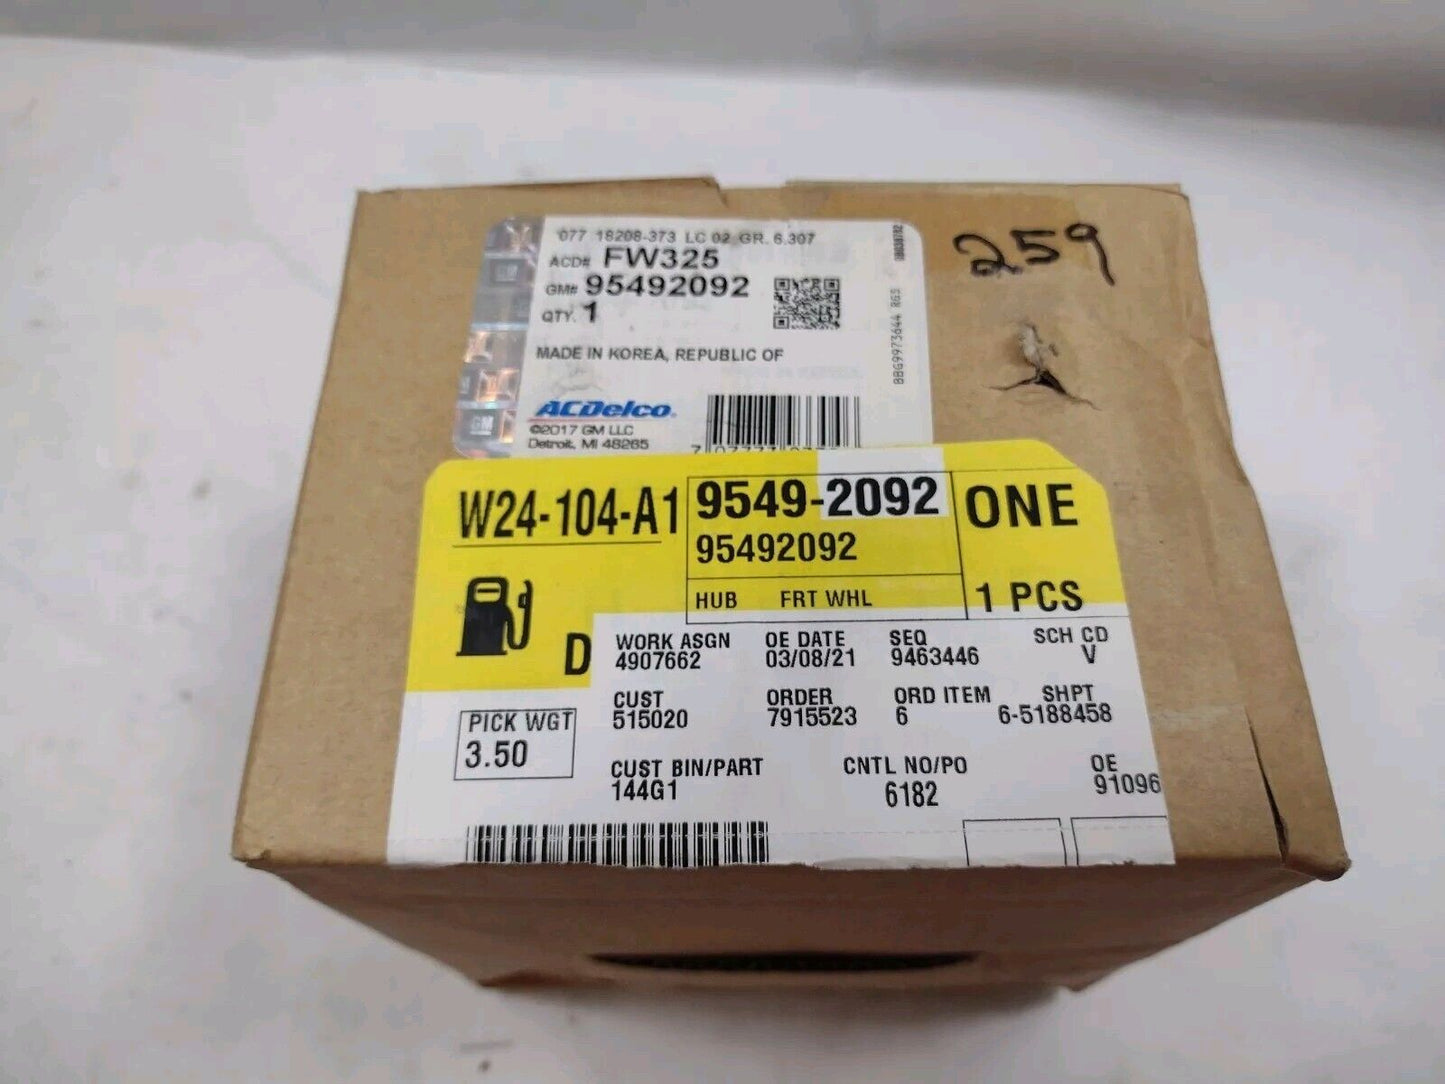 077 18208-373 LC 02 GR. 6,307
ACD# FW325
GM# 95492092
QTY. 1
MADE IN KOREA, REPUBLIC OF
ACDelco.
©2017 GM LLC
Detroit, MI 48265
BBG9973644 RG5
259
GM
W24-104-A1
9549-2092
95492092
ONE
HUB FRT WHL
1 PCS
D
WORK ASGN OE DATE SEQ SCH CD
4907662 03/08/21 9463446 V
CUST ORDER ORD ITEM SHPT
515020 7915523 6 6-5188458
PICK WGT
3.50
CUST BIN/PART CNTL NO/PO OE
144G1 6182 91096